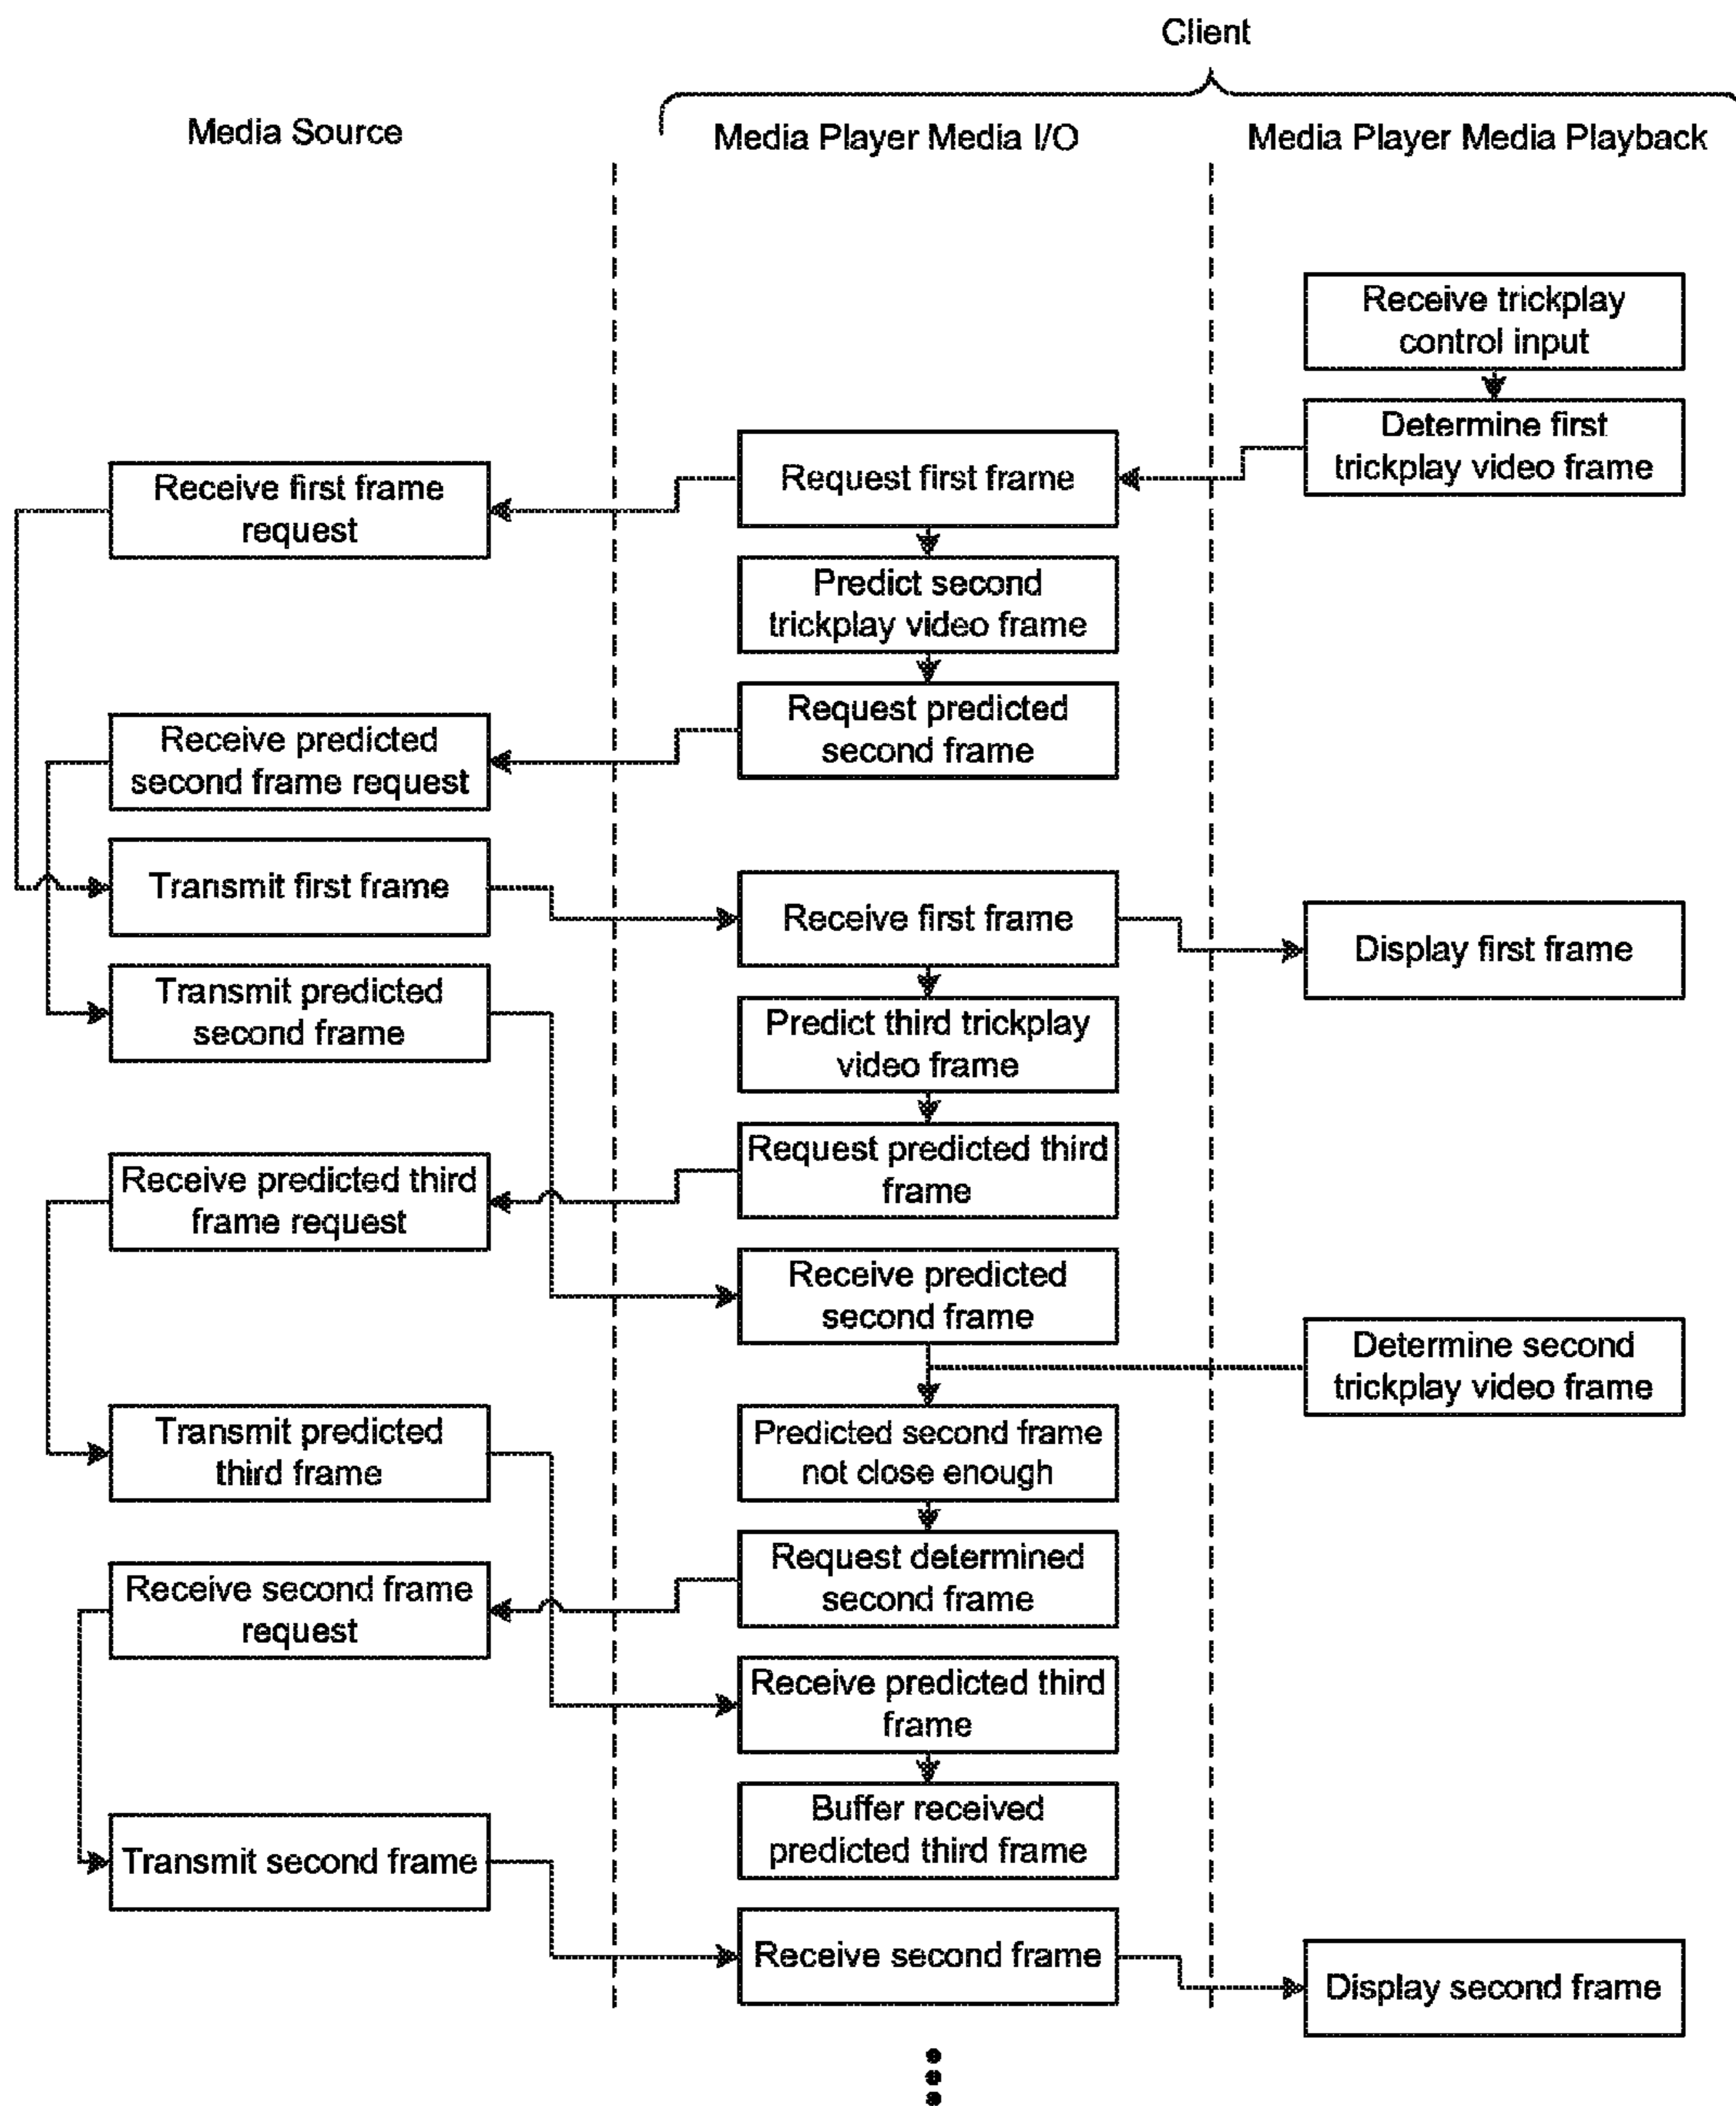 Client
Media Source
Media Player Media I/O
Media Player Media Playback
Receive trickplay
control input
Determine first
trickplay video frame
Request first frame
Receive first frame
request
Predict second
trickplay video frame
Request predicted
second frame
Receive predicted
second frame request
Transmit first frame
Receive first frame
Display first frame
Transmit predicted
second frame
Predict third trickplay
video frame
Request predicted third
frame
Receive predicted third
frame request
Receive predicted
second frame
Determine second
trickplay video frame
Transmit predicted
third frame
Predicted second frame
not close enough
Request determined
second frame
Receive second frame
request
Receive predicted third
frame
Buffer received
predicted third frame
Transmit second frame
Receive second frame
Display second frame